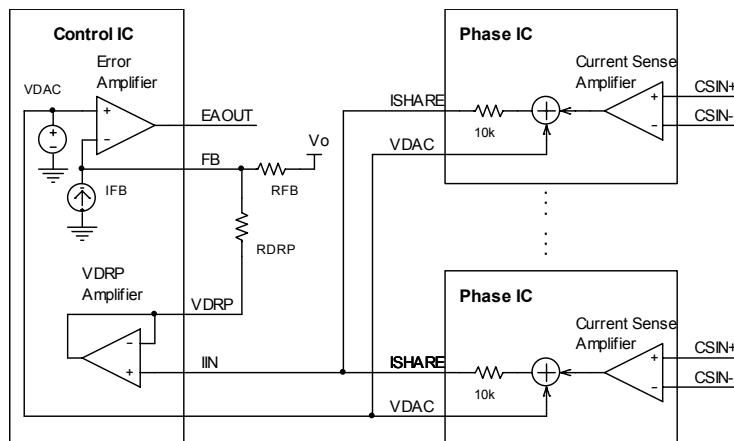 Control IC
Error
Amplifier
VDAC
+
−
+
−
EAOUT
FB
IFB
RFB
Vo
RDRP
VDRP
Amplifier
VDRP
−
+
IIN
Phase IC
Current Sense
Amplifier
CSIN+
CSIN-
+
−
ISHARE
10k
VDAC
Phase IC
Current Sense
Amplifier
CSIN+
CSIN-
+
−
ISHARE
10k
VDAC